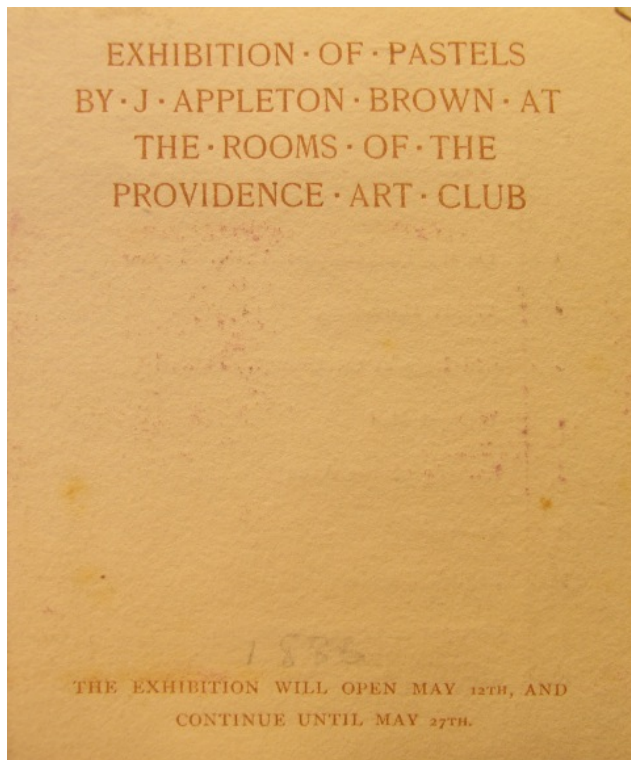 EXHIBITION · OF · PASTELS
BY · J · APPLETON · BROWN · AT
THE · ROOMS · OF · THE
PROVIDENCE · ART · CLUB
THE EXHIBITION WILL OPEN MAY 12TH, AND
CONTINUE UNTIL MAY 27TH.